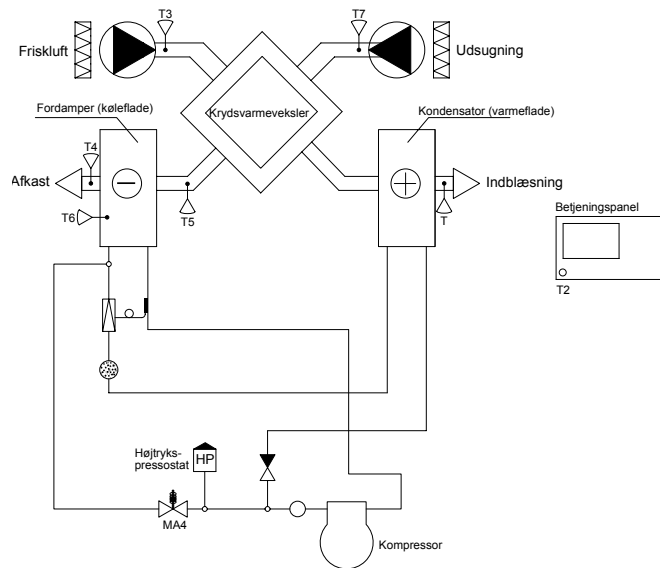 T3
T7
Friskluft
Udsugning
Fordamper (køleflade)
Krydsvarmeveksler
Kondensator (varmeflade)
T4
Afkast
T6
T5
Indblæsning
T
Betjeningspanel
T2
Højtryks-
pressostat
HP
MA4
Kompressor